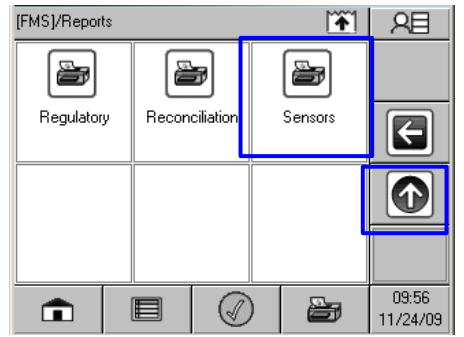 [FMS]/Reports
Regulatory
Reconciliation
Sensors
09:56
11/24/09